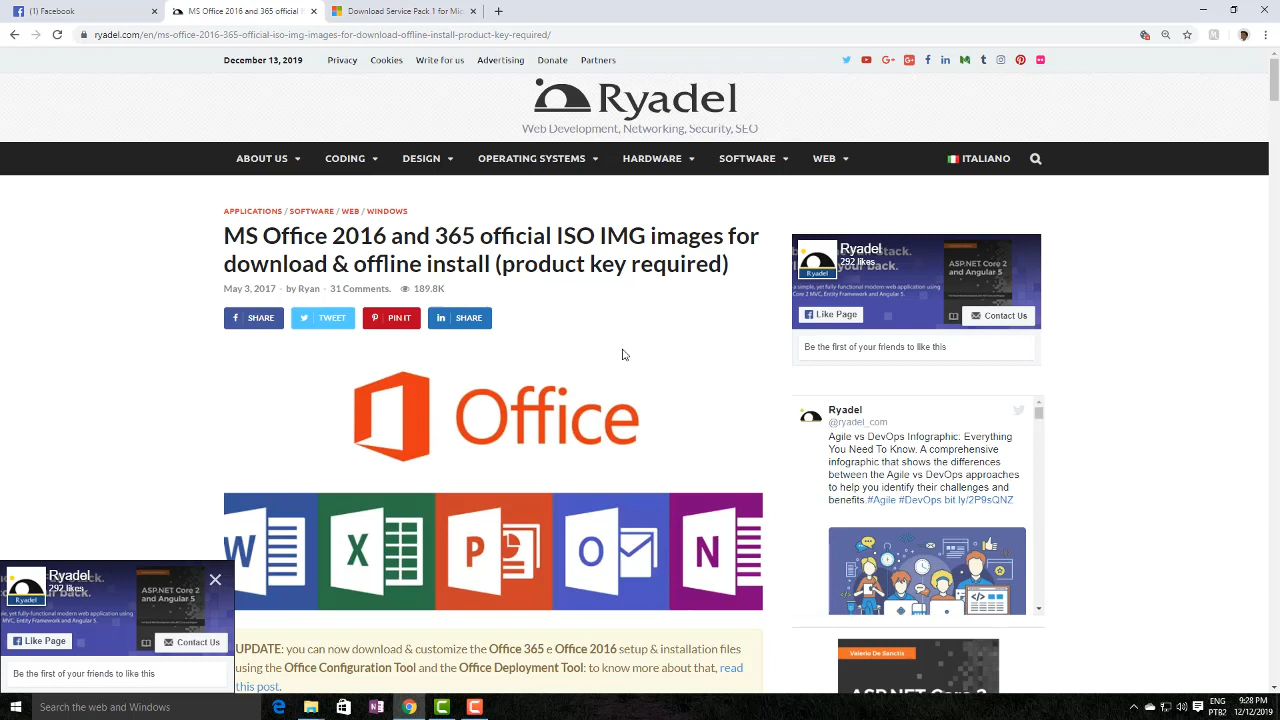 (1) Facebook
MS Office 2016 and 365 official IS
Download Service Pack 1 for Mic
ryadel.com/en/ms-office-2016-365-official-iso-img-images-for-download-offline-install-product-key-required/
December 13, 2019 Privacy Cookies Write for us Advertising Donate Partners
Ryadel
Web Development, Networking, Security, SEO
ABOUT US CODING DESIGN OPERATING SYSTEMS HARDWARE SOFTWARE WEB ITALIANO
APPLICATIONS / SOFTWARE / WEB / WINDOWS
MS Office 2016 and 365 official ISO IMG images for
download & offline install (product key required)
May 3, 2017 - by Ryan - 31 Comments. 189.8K
SHARE TWEET PIN IT SHARE
Office
W X P O N
UPDATE: you can now download & customize the Office 365 e Office 2016 setup & installation files
using the Office Configuration Tool and the Office Deployment Tool: to know more about that, read
this post.
Ryadel
292 likes
ASP.NET Core 2
and Angular 5
Ryadel
Like Page
Contact Us
Be the first of your friends to like this
Ryadel
@ryadel_com
Agile vs DevOps Infographic: Everything
You Need To Know. A comprehensive
infographic that shows the differences
between the Agile vs DevOps approaches
to help you identify their challenges and
benefits #Agile #DevOps bit.ly/2P9sQNZ
Valerio De Sanctis
ASP.NET Core 2
Ryadel
292 likes
ASP.NET Core 2
and Angular 5
Ryadel
Like Page
Contact Us
Be the first of your friends to like this
Search the web and Windows
ENG
PTB2
9:28 PM
12/12/2019